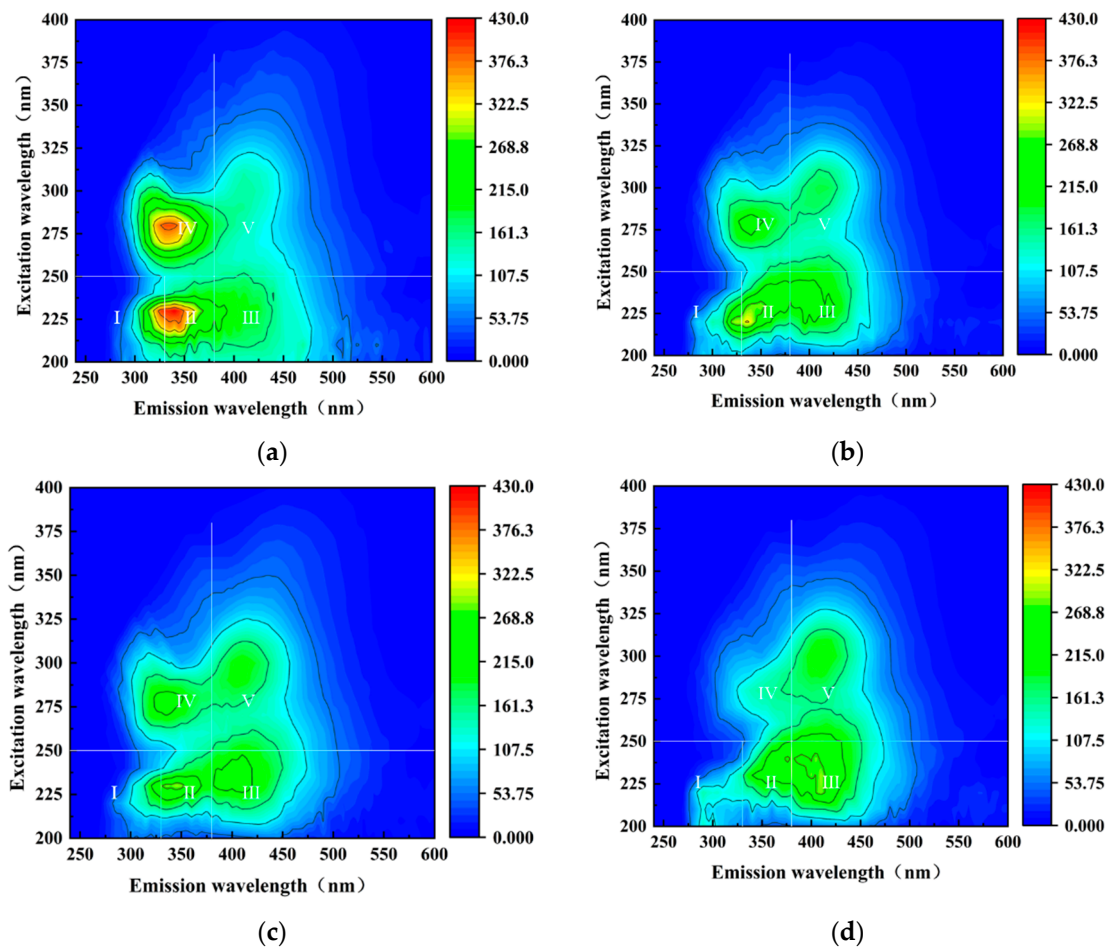 400
375
350
325
300
275
250
225
200
Excitation wavelength（nm）
IV
V
I
II
III
250 300 350 400 450 500 550 600
Emission wavelength（nm）
430.0
376.3
322.5
268.8
215.0
161.3
107.5
53.75
0.000
(a)
400
375
350
325
300
275
250
225
200
Excitation wavelength（nm）
IV
V
I
II
III
250 300 350 400 450 500 550 600
Emission wavelength（nm）
430.0
376.3
322.5
268.8
215.0
161.3
107.5
53.75
0.000
(b)
400
375
350
325
300
275
250
225
200
Excitation wavelength（nm）
IV
V
I
II
III
250 300 350 400 450 500 550 600
Emission wavelength（nm）
430.0
376.3
322.5
268.8
215.0
161.3
107.5
53.75
0.000
(c)
400
375
350
325
300
275
250
225
200
Excitation wavelength（nm）
IV
V
I
II
III
250 300 350 400 450 500 550 600
Emission wavelength（nm）
430.0
376.3
322.5
268.8
215.0
161.3
107.5
53.75
0.000
(d)